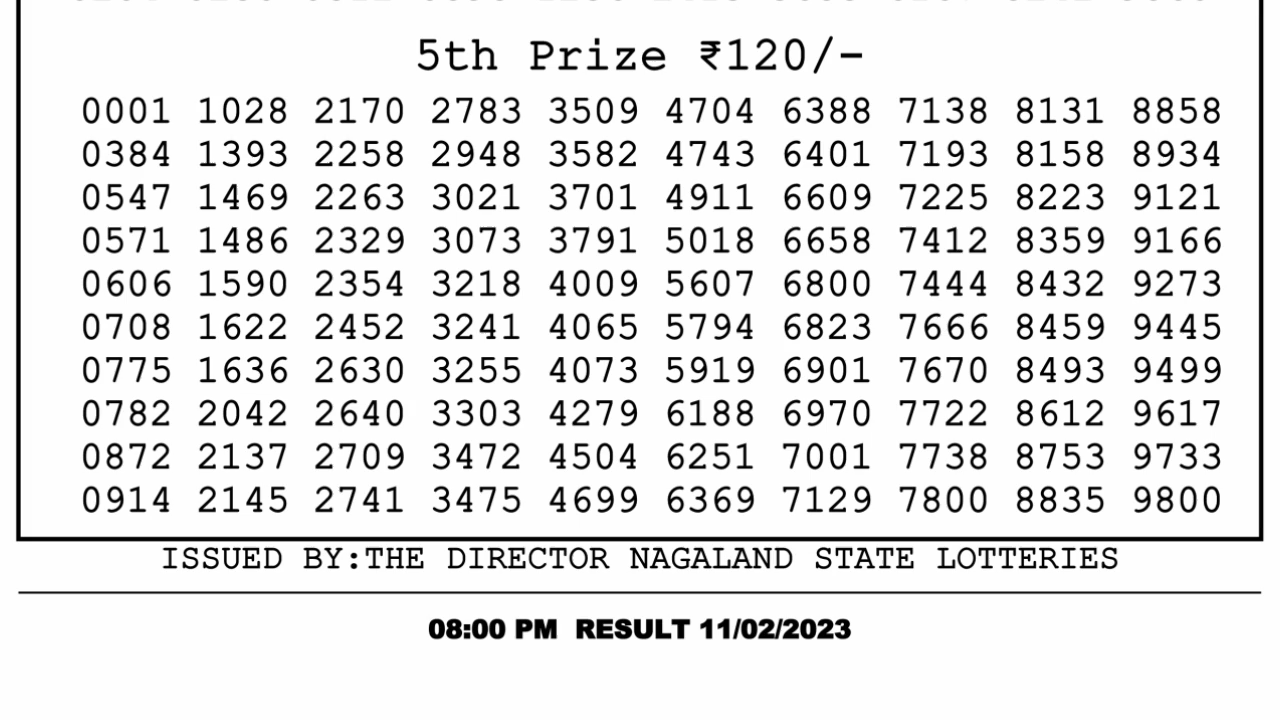 5th Prize ₹120/-
0001 1028 2170 2783 3509 4704 6388 7138 8131 8858
0384 1393 2258 2948 3582 4743 6401 7193 8158 8934
0547 1469 2263 3021 3701 4911 6609 7225 8223 9121
0571 1486 2329 3073 3791 5018 6658 7412 8359 9166
0606 1590 2354 3218 4009 5607 6800 7444 8432 9273
0708 1622 2452 3241 4065 5794 6823 7666 8459 9445
0775 1636 2630 3255 4073 5919 6901 7670 8493 9499
0782 2042 2640 3303 4279 6188 6970 7722 8612 9617
0872 2137 2709 3472 4504 6251 7001 7738 8753 9733
0914 2145 2741 3475 4699 6369 7129 7800 8835 9800
ISSUED BY:THE DIRECTOR NAGALAND STATE LOTTERIES
08:00 PM RESULT 11/02/2023